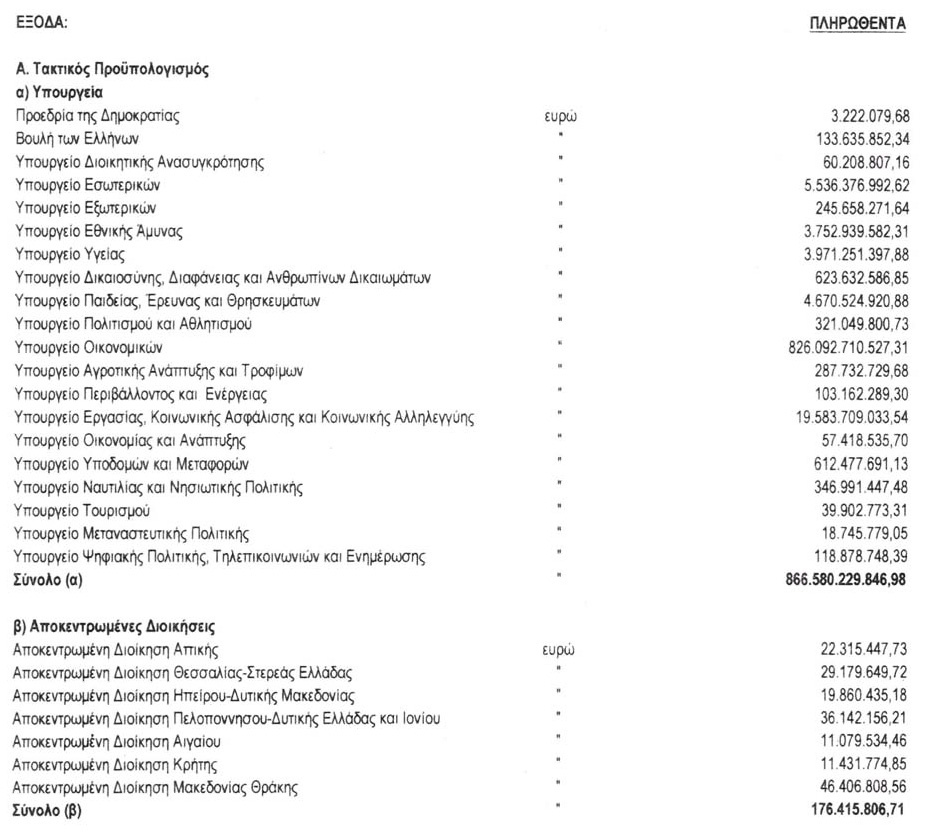 ΕΞΟΔΑ: ΠΛΗΡΩΘΕΝΤΑ
Α. Τακτικός Προϋπολογισμός
α) Υπουργεία
Προεδρία της Δημοκρατίας ευρώ 3.222.079,68
Βουλή των Ελλήνων " 133.635.852,34
Υπουργείο Διοικητικής Ανασυγκρότησης " 60.208.807,16
Υπουργείο Εσωτερικών " 5.536.376.992,62
Υπουργείο Εξωτερικών " 245.658.271,64
Υπουργείο Εθνικής Άμυνας " 3.752.939.582,31
Υπουργείο Υγείας " 3.971.251.397,88
Υπουργείο Δικαιοσύνης, Διαφάνειας και Ανθρωπίνων Δικαιωμάτων " 623.632.586,85
Υπουργείο Παιδείας, Έρευνας και Θρησκευμάτων " 4.670.524.920,88
Υπουργείο Πολιτισμού και Αθλητισμού " 321.049.800,73
Υπουργείο Οικονομικών " 826.092.710.527,31
Υπουργείο Αγροτικής Ανάπτυξης και Τροφίμων " 287.732.729,68
Υπουργείο Περιβάλλοντος και Ενέργειας " 103.162.289,30
Υπουργείο Εργασίας, Κοινωνικής Ασφάλισης και Κοινωνικής Αλληλεγγύης " 19.583.709.033,54
Υπουργείο Οικονομίας και Ανάπτυξης " 57.418.535,70
Υπουργείο Υποδομών και Μεταφορών " 612.477.691,13
Υπουργείο Ναυτιλίας και Νησιωτικής Πολιτικής " 346.991.447,48
Υπουργείο Τουρισμού " 39.902.773,31
Υπουργείο Μεταναστευτικής Πολιτικής " 18.745.779,05
Υπουργείο Ψηφιακής Πολιτικής, Τηλεπικοινωνιών και Ενημέρωσης " 118.878.748,39
Σύνολο (α) " 866.580.229.846,98
β) Αποκεντρωμένες Διοικήσεις
Αποκεντρωμένη Διοίκηση Αττικής ευρώ 22.315.447,73
Αποκεντρωμένη Διοίκηση Θεσσαλίας-Στερεάς Ελλάδας " 29.179.649,72
Αποκεντρωμένη Διοίκηση Ηπείρου-Δυτικής Μακεδονίας " 19.860.435,18
Αποκεντρωμένη Διοίκηση Πελοποννησου-Δυτικής Ελλάδας και Ιονίου " 36.142.156,21
Αποκεντρωμένη Διοίκηση Αιγαίου " 11.079.534,46
Αποκεντρωμένη Διοίκηση Κρήτης " 11.431.774,85
Αποκεντρωμένη Διοίκηση Μακεδονίας Θράκης " 46.406.808,56
Σύνολο (β) " 176.415.806,71